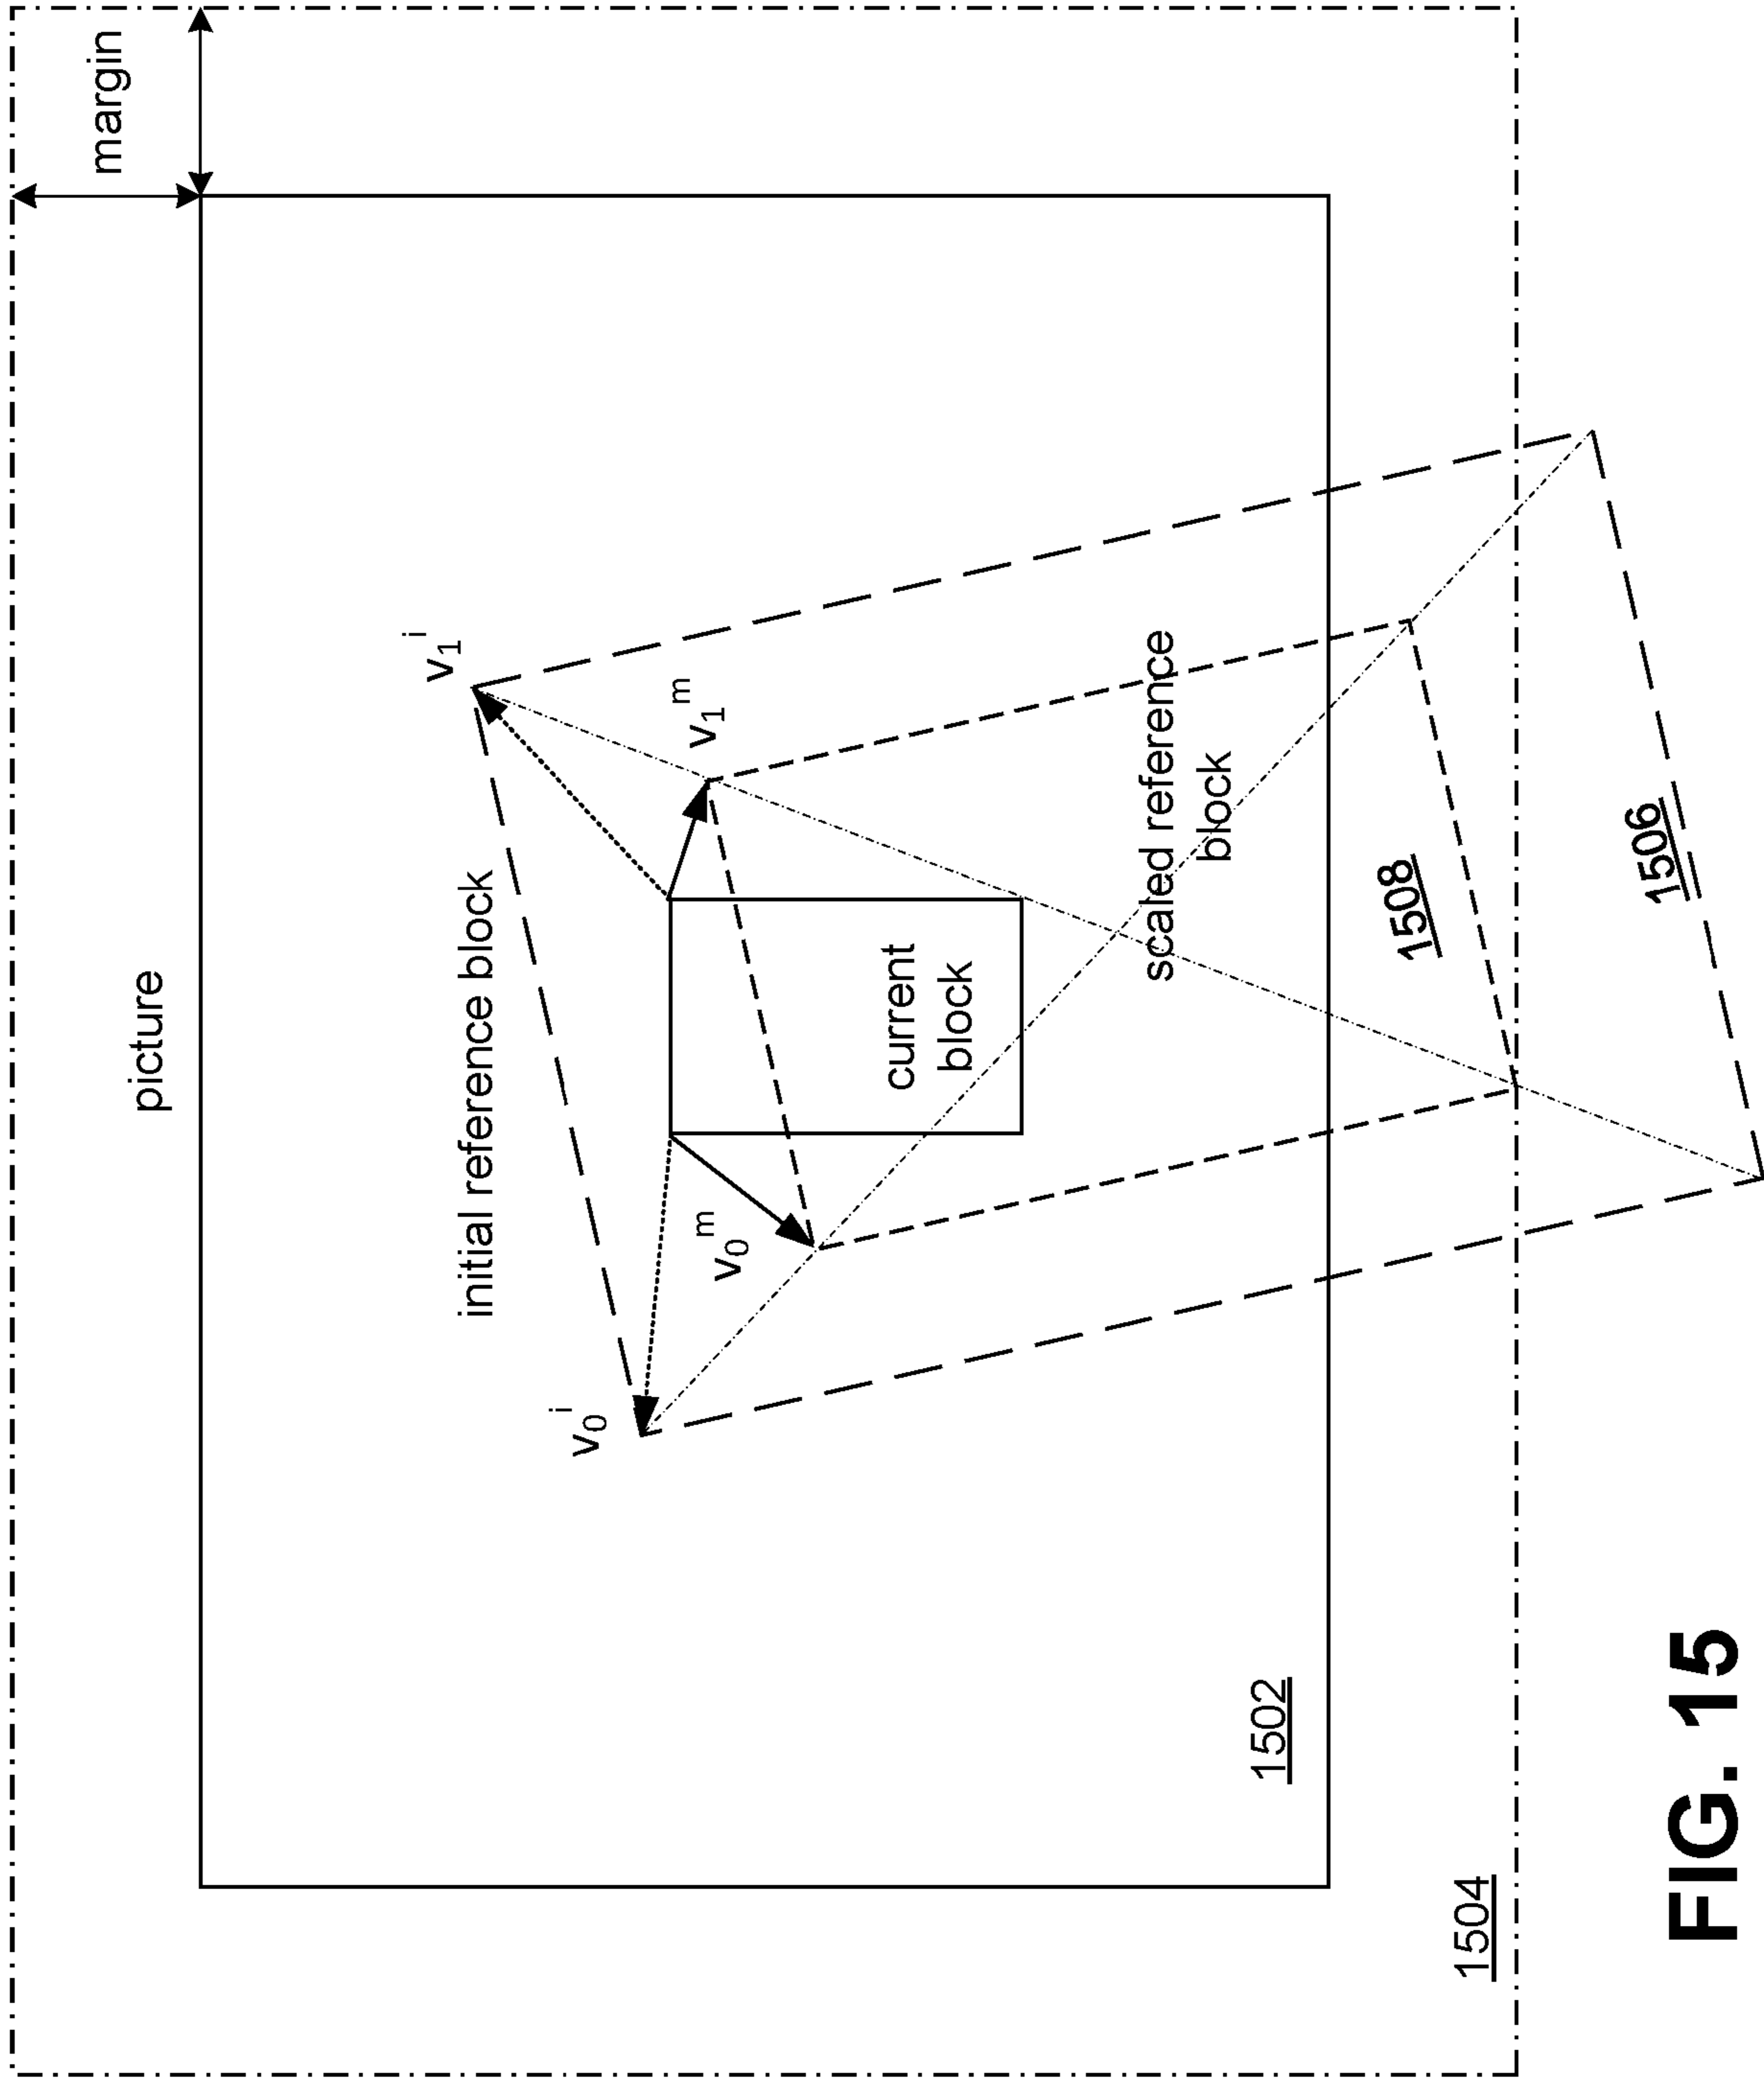 margin
picture
initial reference block
v₁ⁱ
v₁ᵐ
v₀ⁱ
v₀ᵐ
current
block
scaled reference
block
1508
1506
1502
1504
FIG. 15